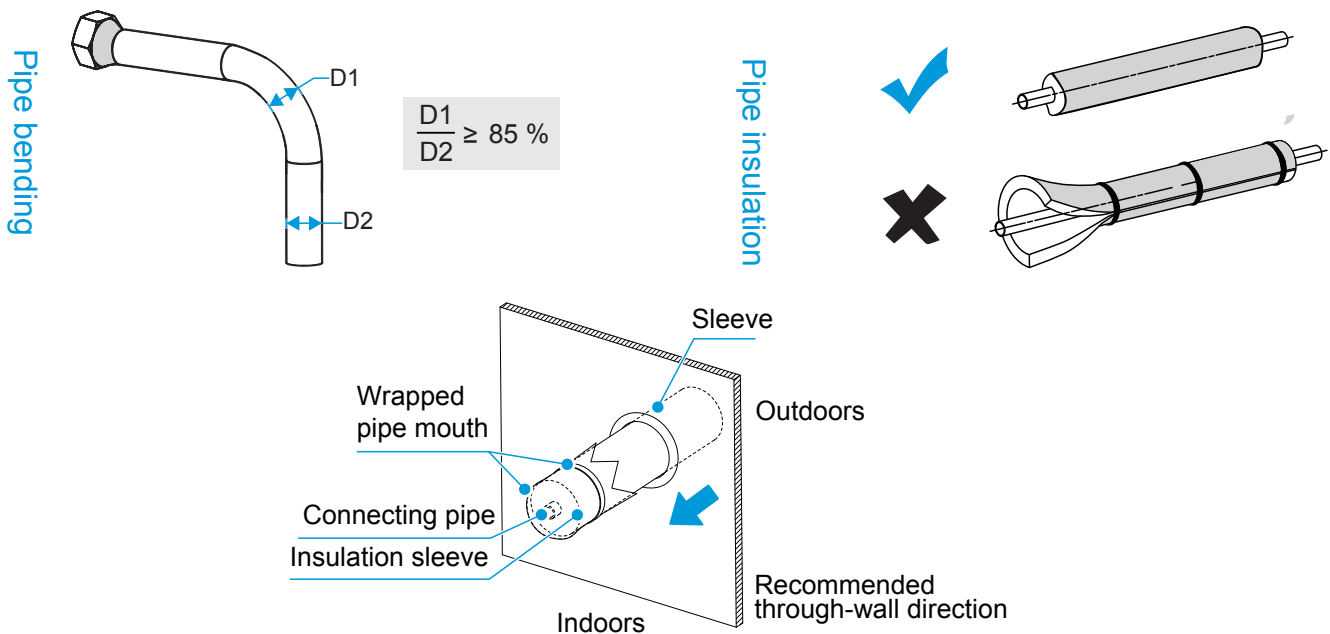 Pipe bending
D1
D1
D2
≥ 85 %
D2
Pipe insulation
Sleeve
Wrapped
pipe mouth
Outdoors
Connecting pipe
Insulation sleeve
Recommended
through-wall direction
Indoors